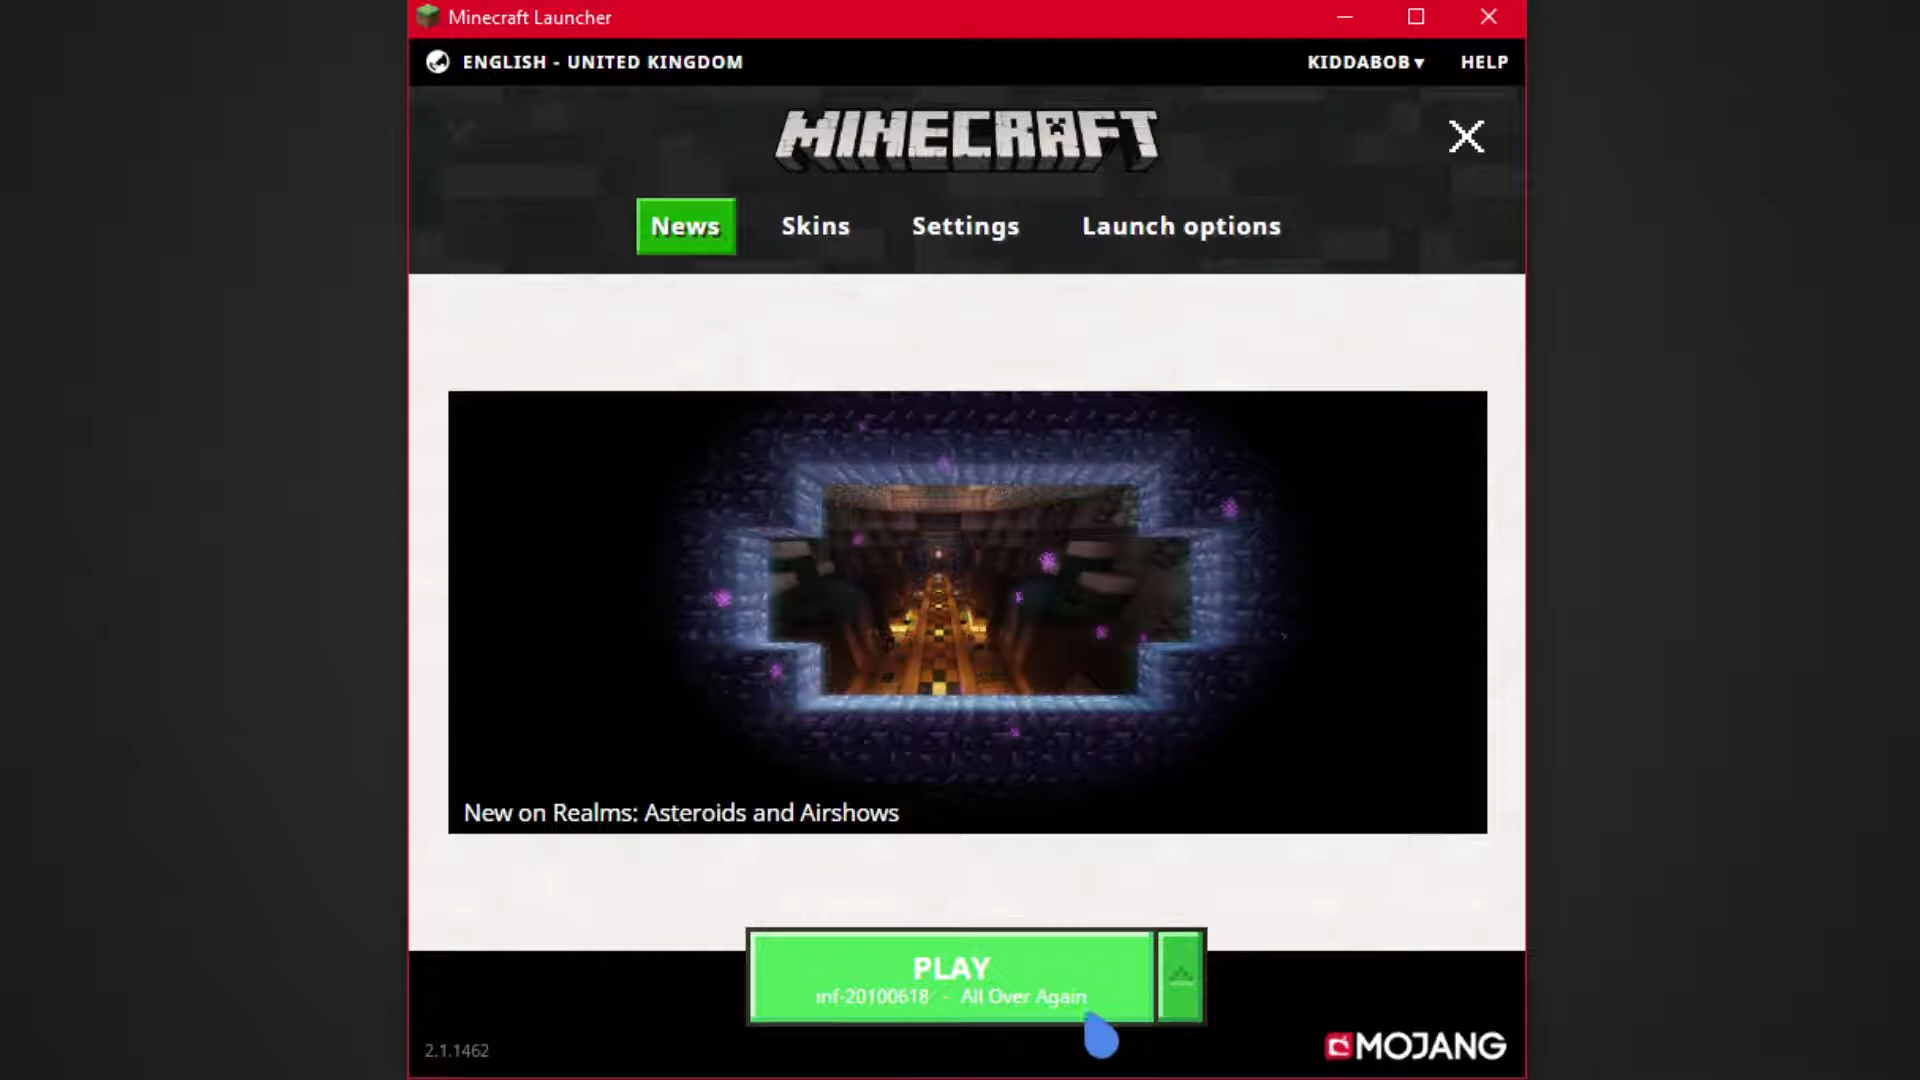 Minecraft Launcher
ENGLISH - UNITED KINGDOM
KIDDABOB▾ HELP
MINECRAFT
News Skins Settings Launch options
New on Realms: Asteroids and Airshows
PLAY
inf-20100618 - All Over Again
2.1.1462
MOJANG